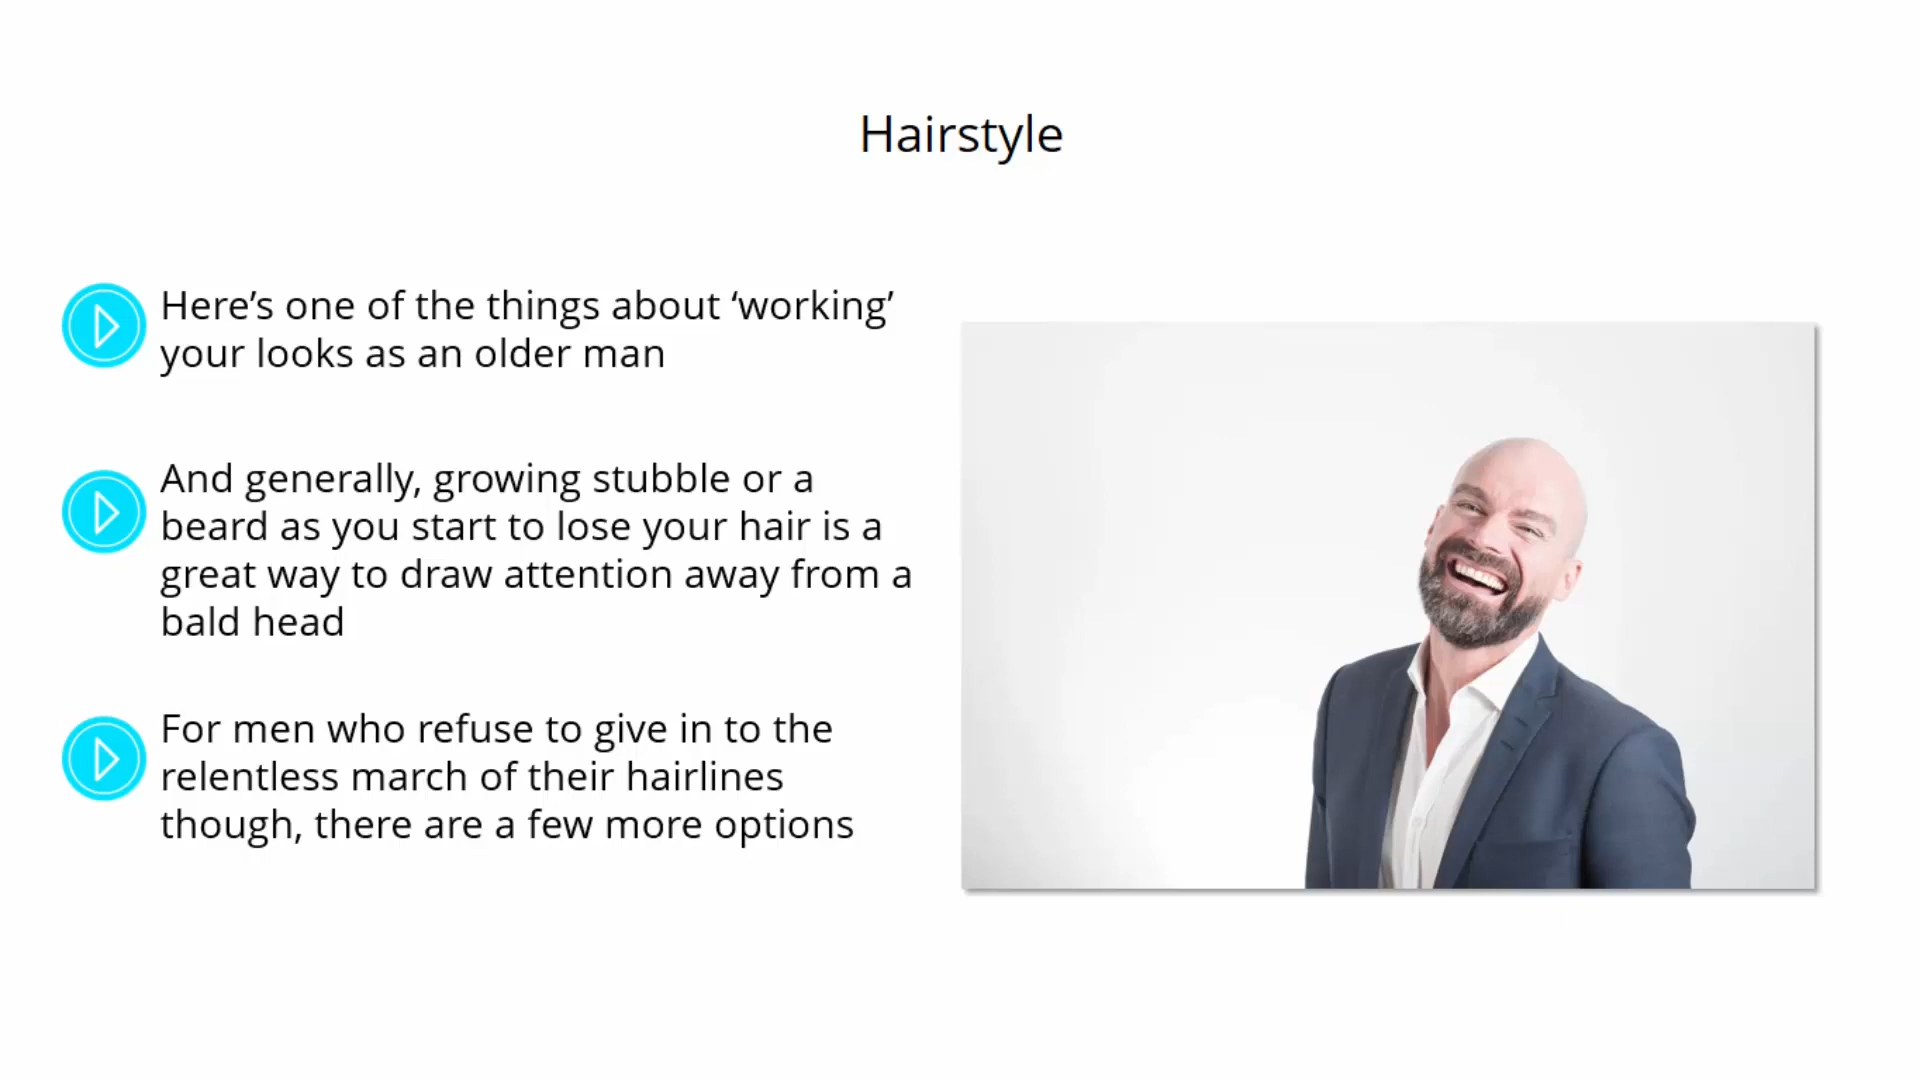 Hairstyle
Here’s one of the things about ‘working’
your looks as an older man
And generally, growing stubble or a
beard as you start to lose your hair is a
great way to draw attention away from a
bald head
For men who refuse to give in to the
relentless march of their hairlines
though, there are a few more options